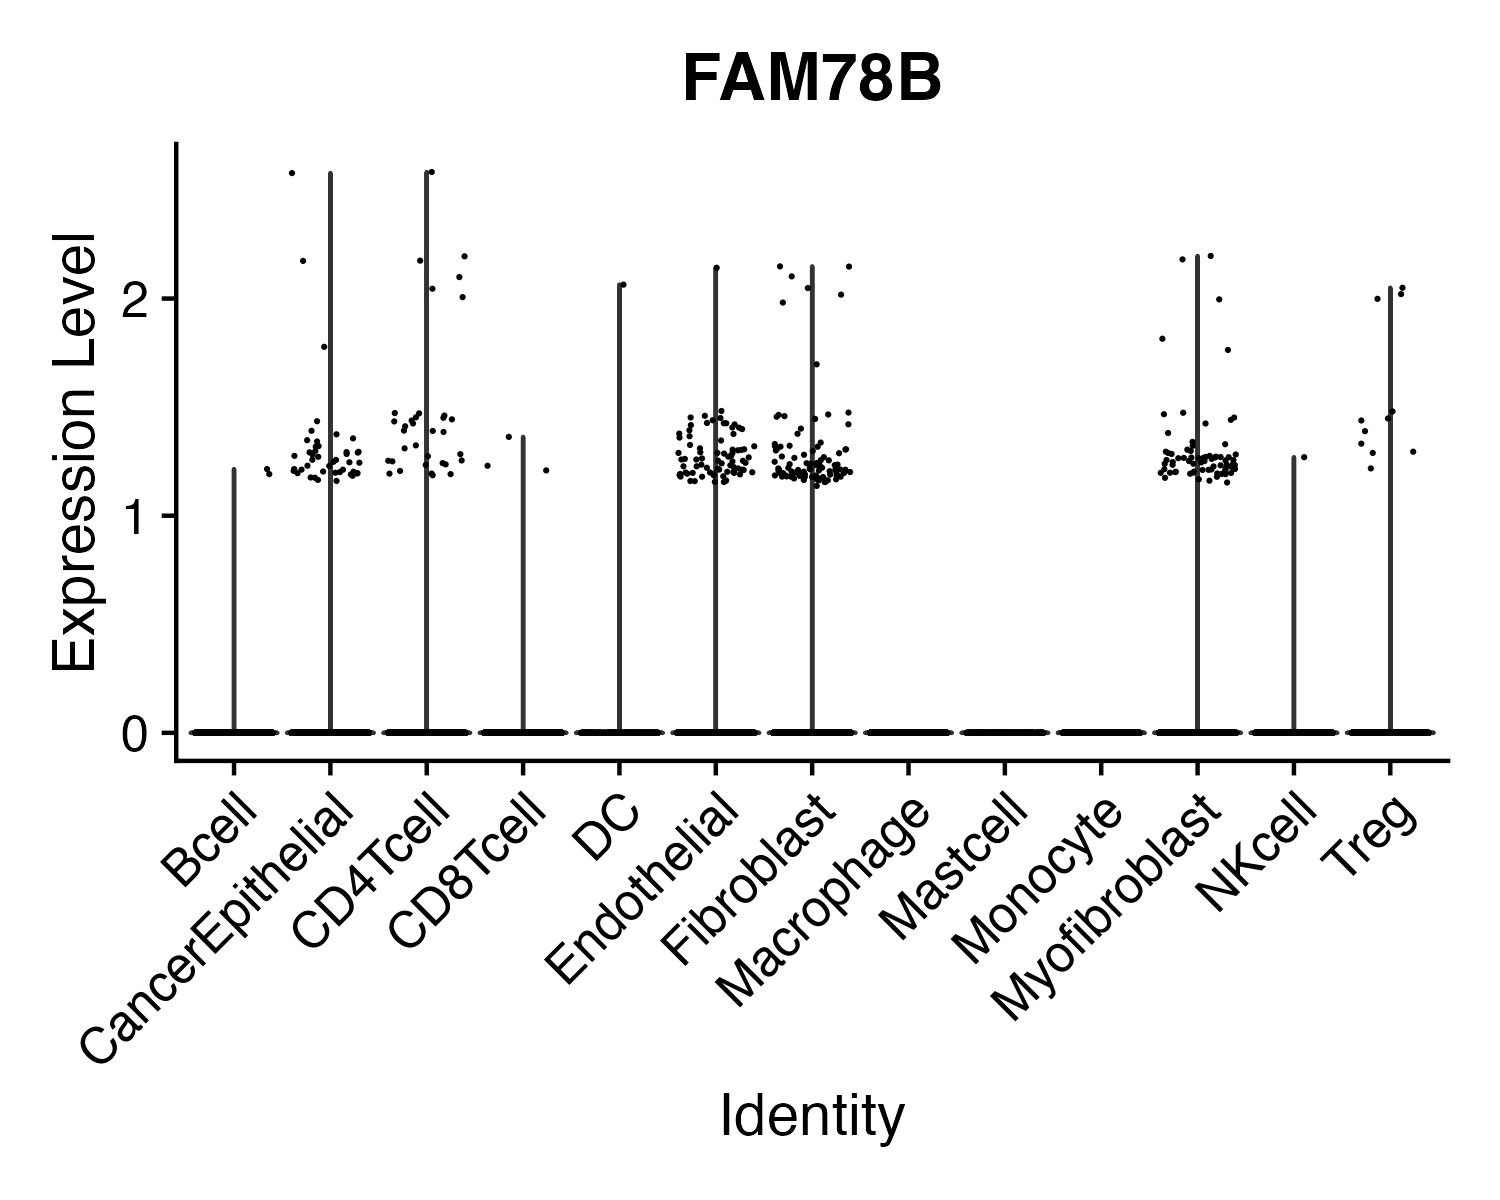 FAM78B
Expression Level
2
1
0
Bcell
CancerEpithelial
CD4Tcell
CD8Tcell
DC
Endothelial
Fibroblast
Macrophage
Mastcell
Monocyte
Myofibroblast
NKcell
Treg
Identity